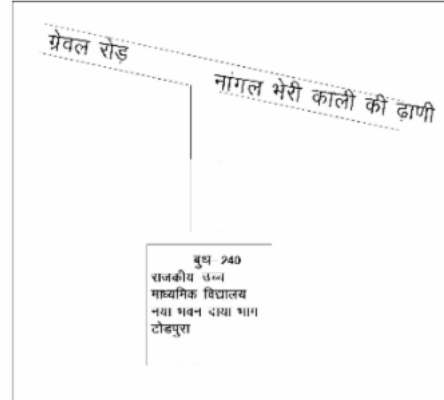 ग्रेवल रोड़
नांगल भेरी काली की ढ़ाणी
बुथ 240
राजकीय उच्च
माध्यमिक विद्यालय
नया भवन दाया भाग
टोडपुरा